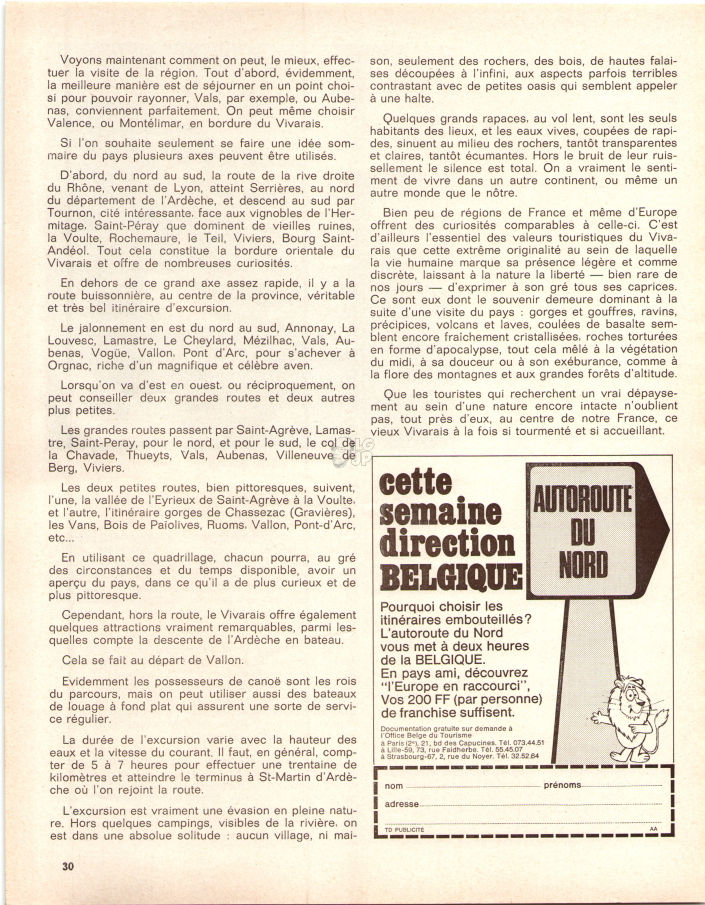 Voyons maintenant comment on peut, le mieux, effec-
tuer la visite de la région. Tout d'abord, évidemment,
la meilleure manière est de séjourner en un point choi-
si pour pouvoir rayonner, Vals, par exemple, ou Aube-
nas, conviennent parfaitement. On peut même choisir
Valence, ou Montélimar, en bordure du Vivarais.
Si l'on souhaite seulement se faire une idée som-
maire du pays plusieurs axes peuvent être utilisés.
D'abord, du nord au sud, la route de la rive droite
du Rhône, venant de Lyon, atteint Serrières, au nord
du département de l'Ardèche, et descend au sud par
Tournon, cité intéressante, face aux vignobles de l'Her-
mitage, Saint-Péray que dominent de vieilles ruines,
la Voulte, Rochemaure, le Teil, Viviers, Bourg Saint-
Andéol. Tout cela constitue la bordure orientale du
Vivarais et offre de nombreuses curiosités.
En dehors de ce grand axe assez rapide, il y a la
route buissonnière, au centre de la province, véritable
et très bel itinéraire d'excursion.
Le jalonnement en est du nord au sud, Annonay, La
Louvesc, Lamastre, Le Cheylard, Mézilhac, Vals, Au-
benas, Vogüe, Vallon, Pont d'Arc, pour s'achever à
Orgnac, riche d'un magnifique et célèbre aven.
Lorsqu'on va d'est en ouest, ou réciproquement, on
peut conseiller deux grandes routes et deux autres
plus petites.
Les grandes routes passent par Saint-Agrève, Lamas-
tre, Saint-Peray, pour le nord, et pour le sud, le col de
la Chavade, Thueyts, Vals, Aubenas, Villeneuve de
Berg, Viviers.
Les deux petites routes, bien pittoresques, suivent,
l'une, la vallée de l'Eyrieux de Saint-Agrève à la Voulte,
et l'autre, l'itinéraire gorges de Chassezac (Gravières),
les Vans, Bois de Païolives, Ruoms, Vallon, Pont-d'Arc,
etc...
En utilisant ce quadrillage, chacun pourra, au gré
des circonstances et du temps disponible, avoir un
aperçu du pays, dans ce qu'il a de plus curieux et de
plus pittoresque.
Cependant, hors la route, le Vivarais offre également
quelques attractions vraiment remarquables, parmi les-
quelles compte la descente de l'Ardèche en bateau.
Cela se fait au départ de Vallon.
Evidemment les possesseurs de canoë sont les rois
du parcours, mais on peut utiliser aussi des bateaux
de louage à fond plat qui assurent une sorte de servi-
ce régulier.
La durée de l'excursion varie avec la hauteur des
eaux et la vitesse du courant. Il faut, en général, comp-
ter de 5 à 7 heures pour effectuer une trentaine de
kilomètres et atteindre le terminus à St-Martin d'Ardè-
che où l'on rejoint la route.
L'excursion est vraiment une évasion en pleine natu-
re. Hors quelques campings, visibles de la rivière, on
est dans une absolue solitude : aucun village, ni mai-
son, seulement des rochers, des bois, de hautes falai-
ses découpées à l'infini, aux aspects parfois terribles
contrastant avec de petites oasis qui semblent appeler
à une halte.
Quelques grands rapaces, au vol lent, sont les seuls
habitants des lieux, et les eaux vives, coupées de rapi-
des, sinuent au milieu des rochers, tantôt transparentes
et claires, tantôt écumantes. Hors le bruit de leur ruis-
sellement le silence est total. On a vraiment le senti-
ment de vivre dans un autre continent, ou même un
autre monde que le nôtre.
Bien peu de régions de France et même d'Europe
offrent des curiosités comparables à celle-ci. C'est
d'ailleurs l'essentiel des valeurs touristiques du Viva-
rais que cette extrême originalité au sein de laquelle
la vie humaine marque sa présence légère et comme
discrète, laissant à la nature la liberté — bien rare de
nos jours — d'exprimer à son gré tous ses caprices.
Ce sont eux dont le souvenir demeure dominant à la
suite d'une visite du pays : gorges et gouffres, ravins,
précipices, volcans et laves, coulées de basalte sem-
blent encore fraîchement cristallisées, roches torturées
en forme d'apocalypse, tout cela mêlé à la végétation
du midi, à sa douceur ou à son exéburance, comme à
la flore des montagnes et aux grandes forêts d'altitude.
Que les touristes qui recherchent un vrai dépayse-
ment au sein d'une nature encore intacte n'oublient
pas, tout près d'eux, au centre de notre France, ce
vieux Vivarais à la fois si tourmenté et si accueillant.
cette
semaine
direction
BELGIQUE
AUTOROUTE
DU
NORD
Pourquoi choisir les
itinéraires embouteillés?
L'autoroute du Nord
vous met à deux heures
de la BELGIQUE.
En pays ami, découvrez
"l'Europe en raccourci",
Vos 200 FF (par personne)
de franchise suffisent.
Documentation gratuite sur demande à
l'Office Belge du Tourisme
à Paris (2e), 21, bd des Capucines. Tél. 073.44.51
à Lille-59, 73, rue Faidherbe. Tél. 55.45.07
à Strasbourg-67, 2, rue du Noyer. Tél. 32.52.64
nom prénoms
adresse
TD PUBLICITÉ AA
30